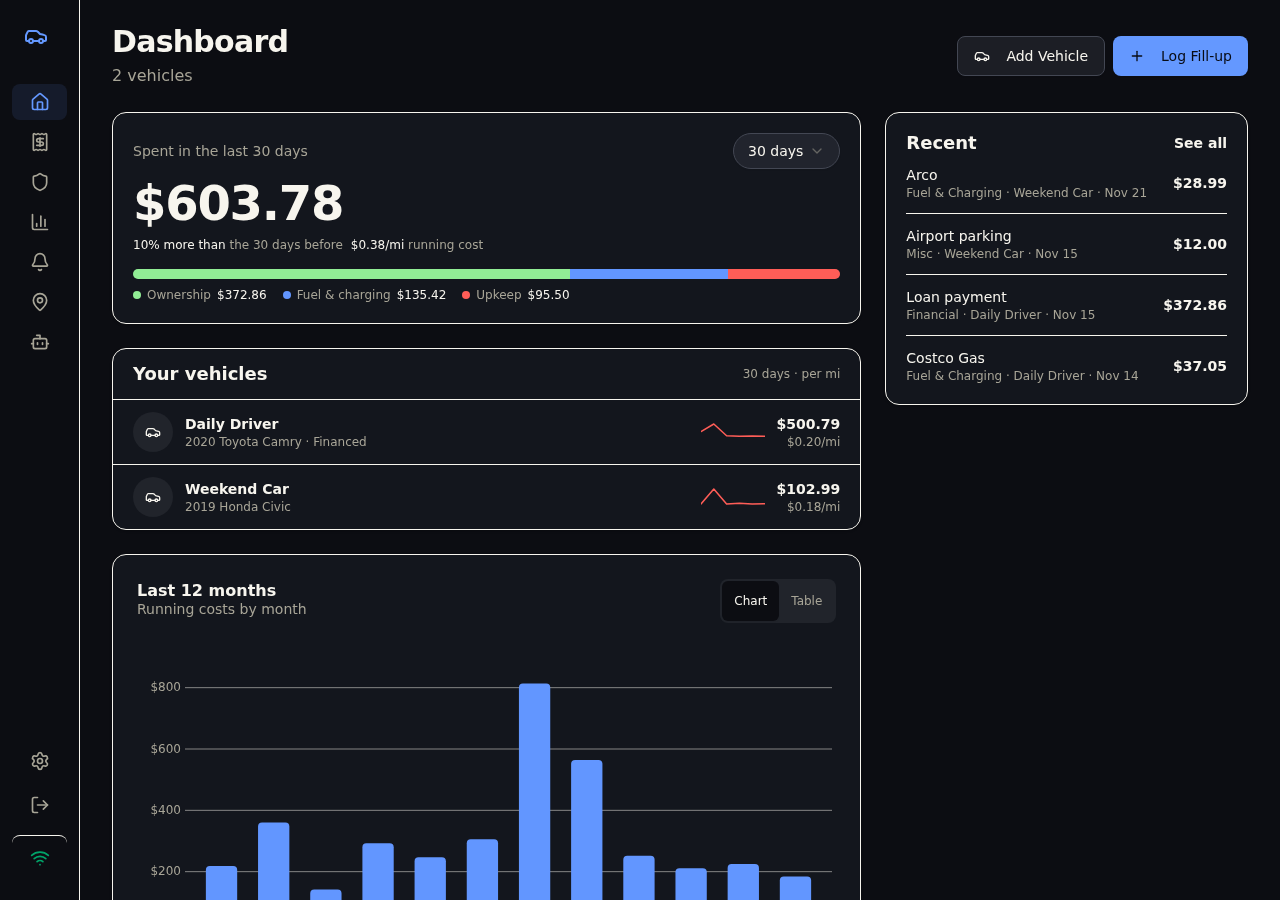 Dashboard
2 vehicles
Add Vehicle
Log Fill-up
Spent in the last 30 days
30 days
$603.78
10% more than the 30 days before $0.38/mi running cost
Ownership $372.86 Fuel & charging $135.42 Upkeep $95.50
Your vehicles
30 days · per mi
Daily Driver
2020 Toyota Camry · Financed
$500.79
$0.20/mi
Weekend Car
2019 Honda Civic
$102.99
$0.18/mi
Last 12 months
Running costs by month
Chart
Table
$800
$600
$400
$200
Recent
See all
Arco
Fuel & Charging · Weekend Car · Nov 21
$28.99
Airport parking
Misc · Weekend Car · Nov 15
$12.00
Loan payment
Financial · Daily Driver · Nov 15
$372.86
Costco Gas
Fuel & Charging · Daily Driver · Nov 14
$37.05